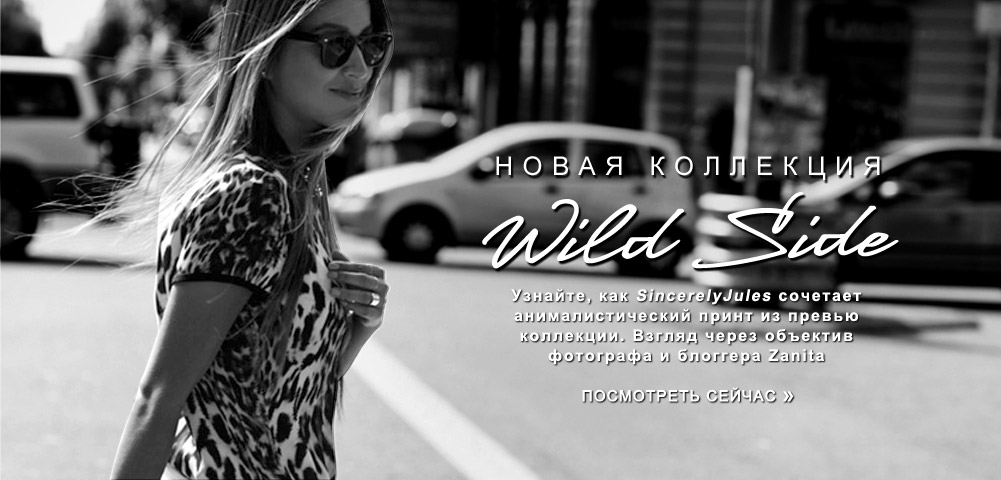 НОВАЯ КОЛЛЕКЦИЯ
Wild Side
Узнайте, как SincerelyJules сочетает
анималистический принт из превью
коллекции. Взгляд через объектив
фотографа и блоггера Zanita
ПОСМОТРЕТЬ СЕЙЧАС »